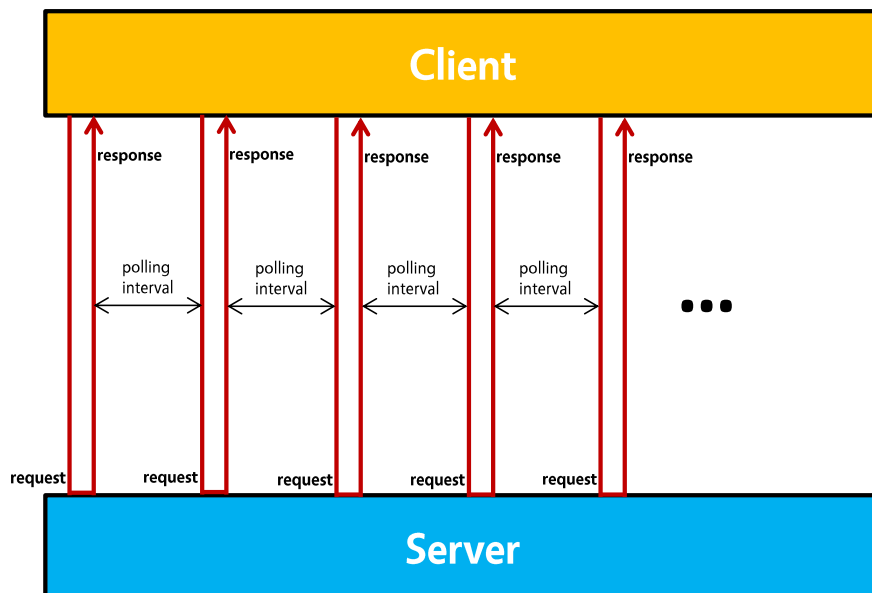 Client
response
response
response
response
response
polling
interval
polling
interval
polling
interval
polling
interval
request
request
request
request
request
Server